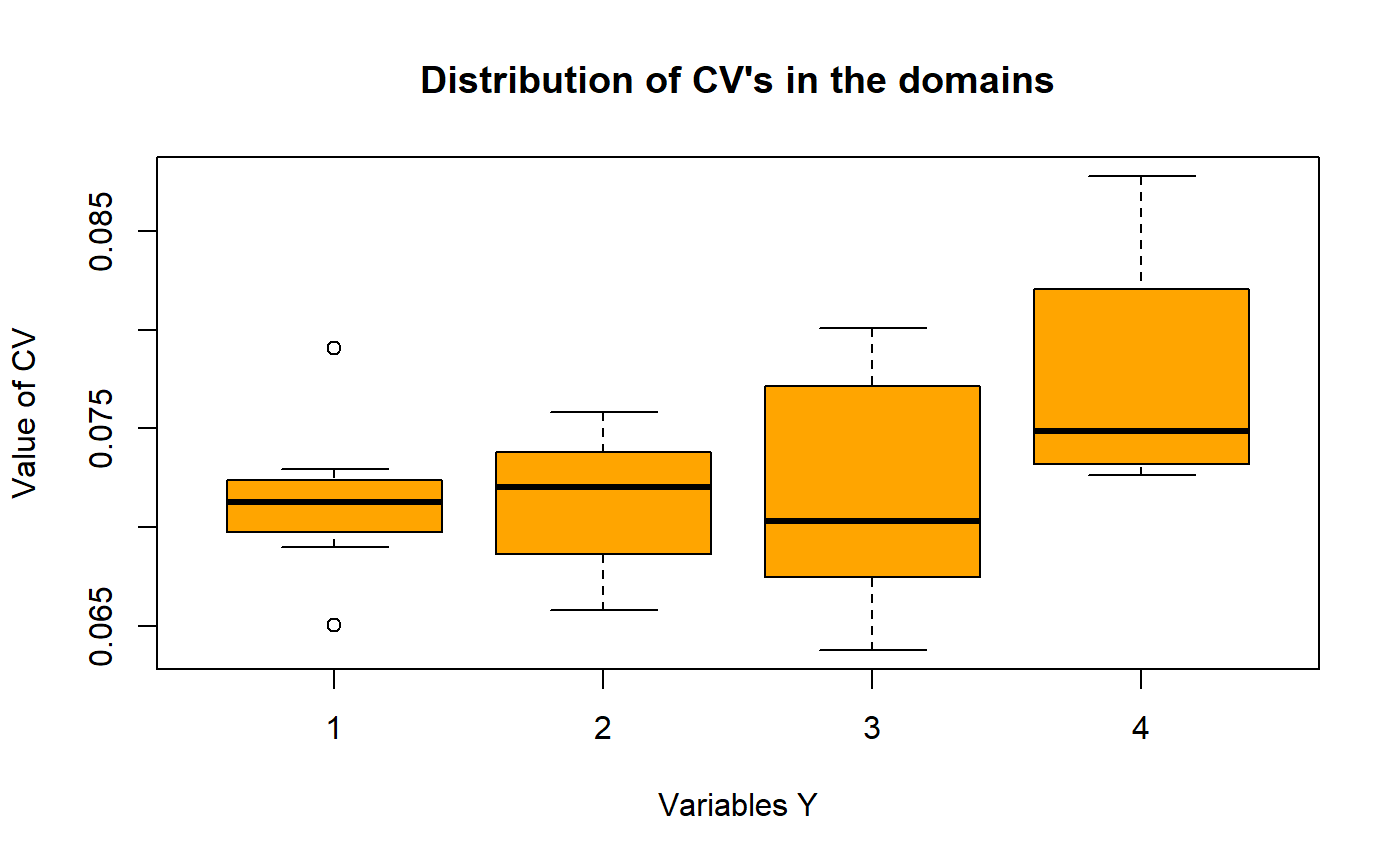 Distribution of CV's in the domains
Value of CV
0.085
0.075
0.065
1 2 3 4
Variables Y